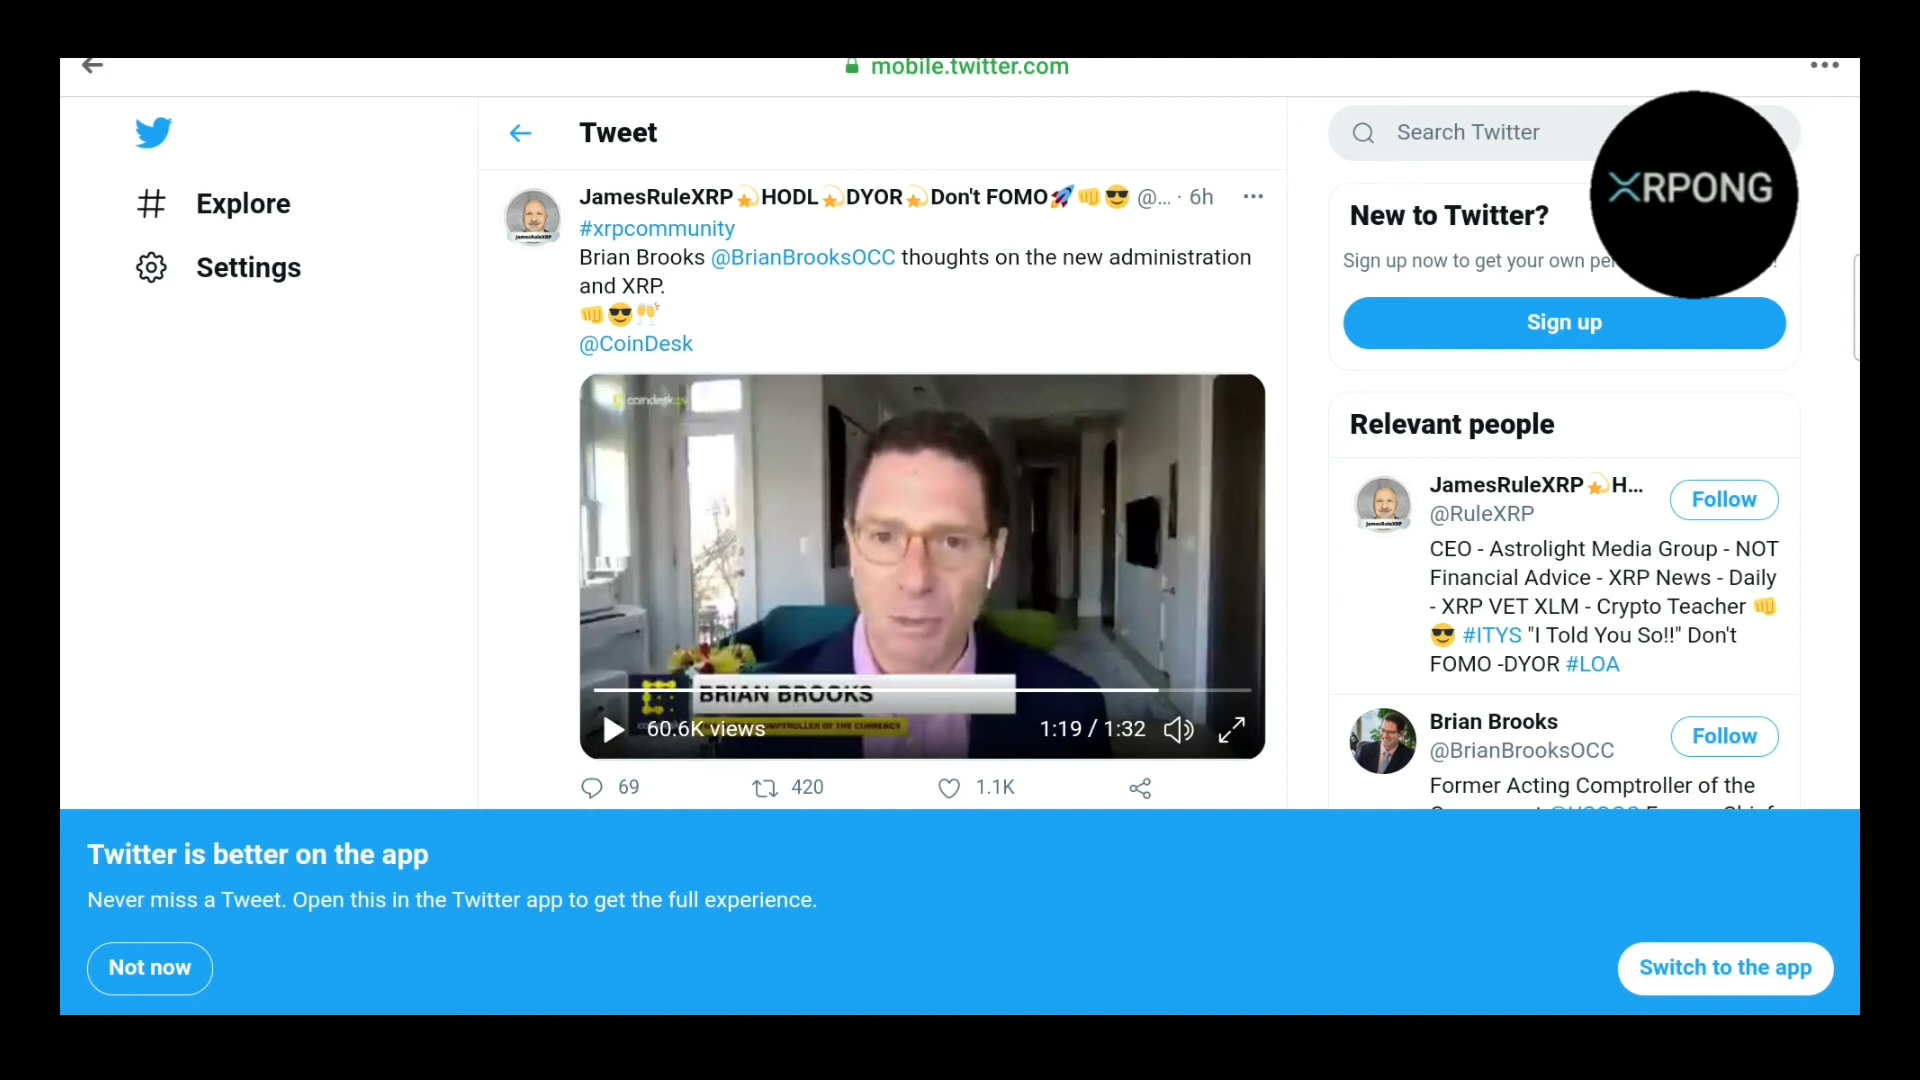 mobile.twitter.com
Explore
Settings
Tweet
JamesRuleXRP💫HODL💫DYOR💫Don't FOMO🚀👊😎 @... · 6h
#xrpcommunity
Brian Brooks @BrianBrooksOCC thoughts on the new administration
and XRP.
👊😎🥂
@CoinDesk
coindesk.tv
BRIAN BROOKS
COMPTROLLER OF THE CURRENCY
60.6K views
1:19 / 1:32
69
420
1.1K
Search Twitter
XRPONG
New to Twitter?
Sign up now to get your own
Sign up
Relevant people
JamesRuleXRP💫H...
@RuleXRP
Follow
CEO - Astrolight Media Group - NOT
Financial Advice - XRP News - Daily
- XRP VET XLM - Crypto Teacher 👊
😎 #ITYS "I Told You So!!" Don't
FOMO -DYOR #LOA
Brian Brooks
@BrianBrooksOCC
Follow
Former Acting Comptroller of the
Twitter is better on the app
Never miss a Tweet. Open this in the Twitter app to get the full experience.
Not now
Switch to the app